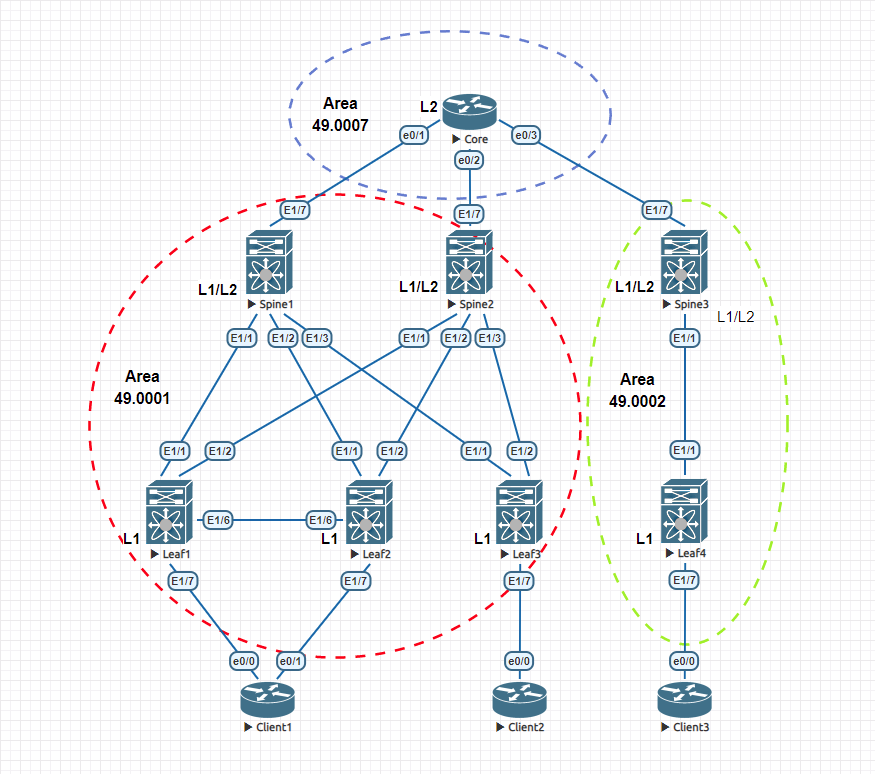 Area
49.0007
L2
Core
e0/1
e0/3
e0/2
E1/7
E1/7
E1/7
L1/L2
Spine1
L1/L2
Spine2
L1/L2
Spine3
L1/L2
E1/1
E1/2
E1/3
E1/1
E1/2
E1/3
E1/1
Area
49.0001
Area
49.0002
E1/1
E1/2
E1/1
E1/2
E1/1
E1/2
E1/1
E1/6
E1/6
L1
Leaf1
L1
Leaf2
L1
Leaf3
L1
Leaf4
E1/7
E1/7
E1/7
E1/7
e0/0
e0/1
e0/0
e0/0
Client1
Client2
Client3